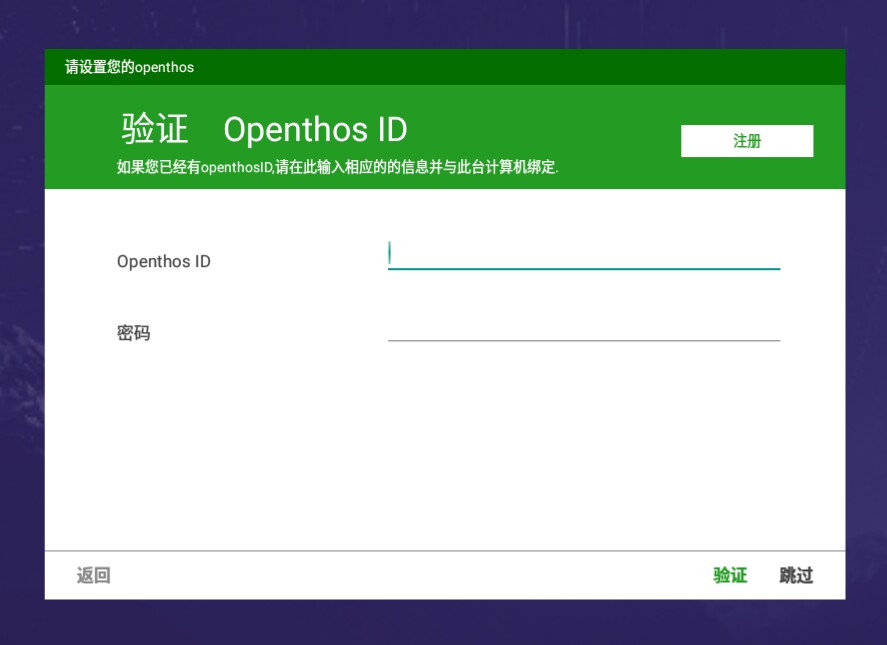 请设置您的openthos
验证 Openthos ID
注册
如果您已经有openthosID,请在此输入相应的的信息并与此台计算机绑定.
Openthos ID
密码
返回 验证 跳过